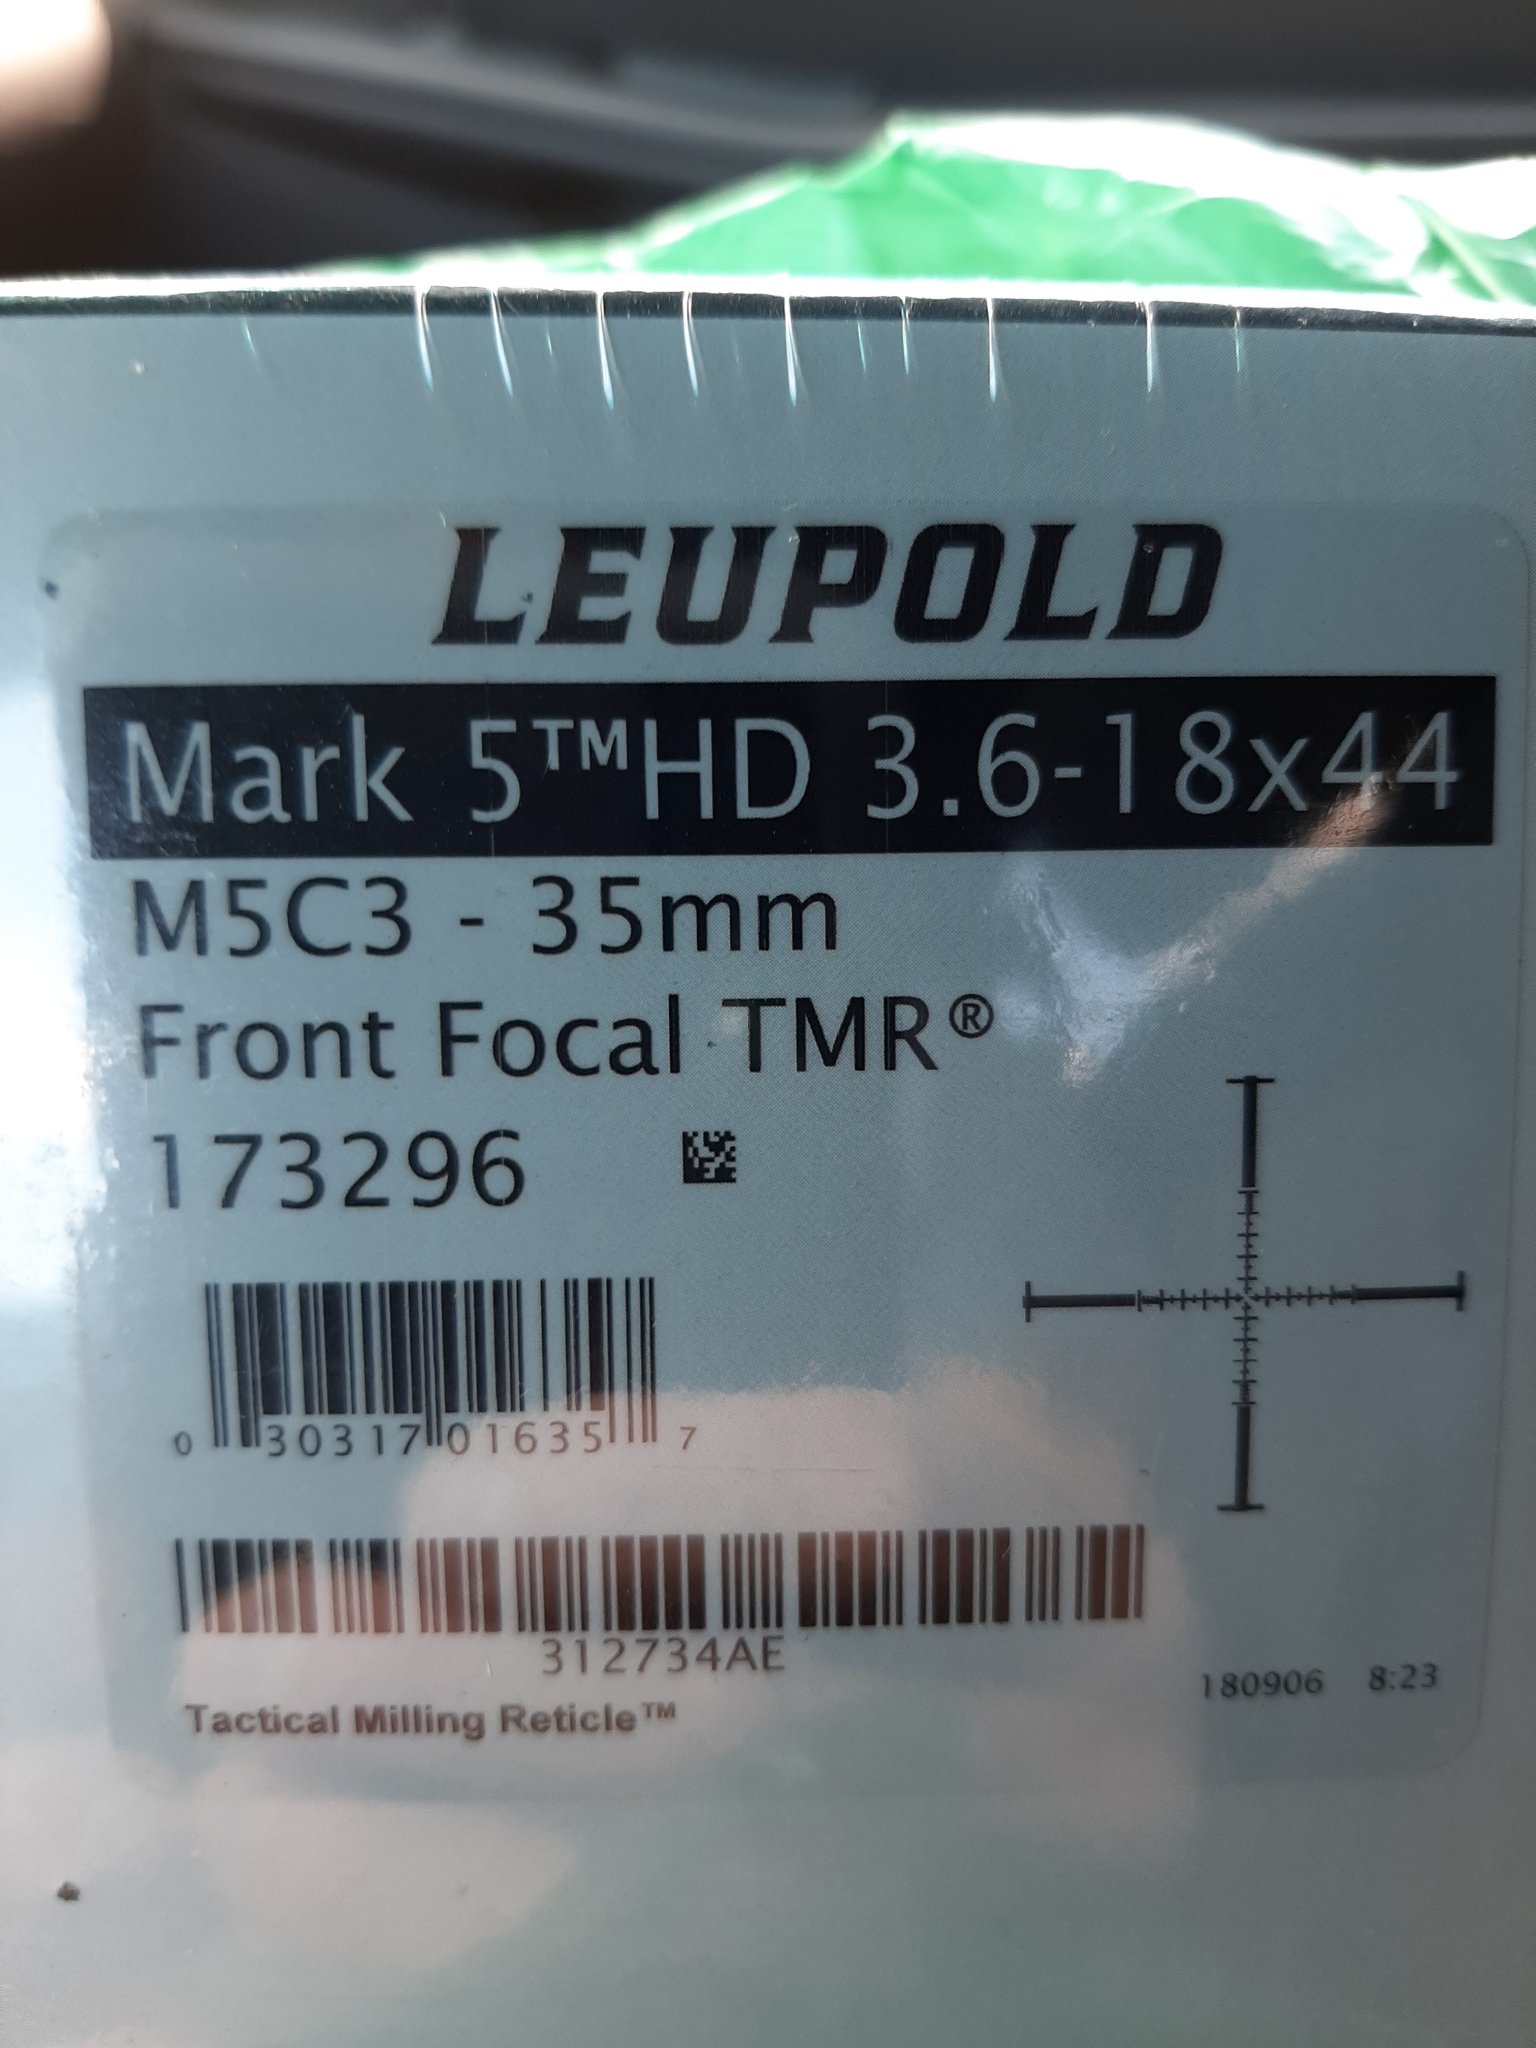 LEUPOLD
Mark 5™HD 3.6-18x44
M5C3 - 35mm
Front Focal TMR®
173296
0 30317 01635 7
312734AE
180906 8:23
Tactical Milling Reticle™